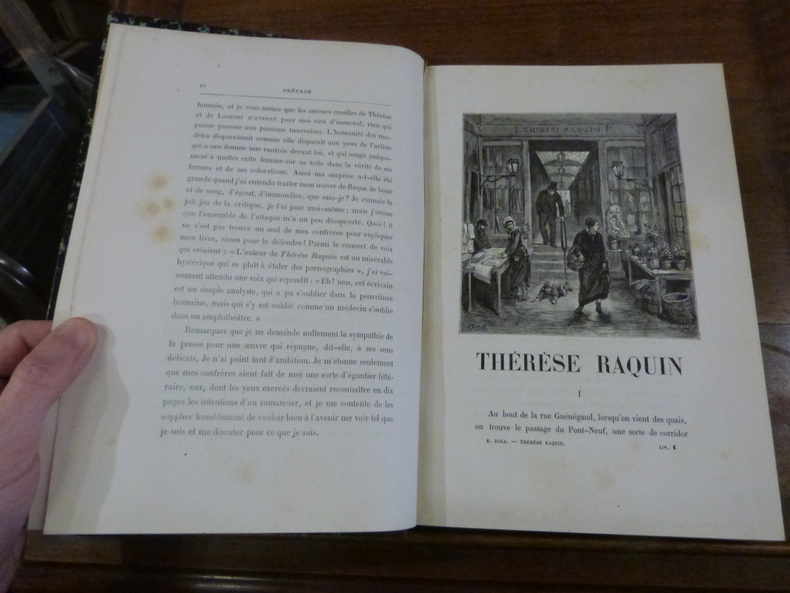 IV
PRÉFACE
humain, et je vous assure que les amours cruelles de Thérèse
et de Laurent n'avaient pour moi rien d'immoral, rien qui
puisse pousser aux passions mauvaises. L'humanité des mo-
dèles disparaissait comme elle disparaît aux yeux de l'artiste
qui a une femme nue vautrée devant lui, et qui songe unique-
ment à mettre cette femme sur sa toile dans la vérité de ses
formes et de ses colorations. Aussi ma surprise a-t-elle été
grande quand j'ai entendu traiter mon œuvre de flaque de boue
et de sang, d'égout, d'immondice, que sais-je? Je connais le
joli jeu de la critique, je l'ai joué moi-même; mais j'avoue
que l'ensemble de l'attaque m'a un peu déconcerté. Quoi! il
ne s'est pas trouvé un seul de mes confrères pour expliquer
mon livre, sinon pour le défendre! Parmi le concert de voix
qui criaient : « L'auteur de Thérèse Raquin est un misérable
hystérique qui se plaît à étaler des pornographies », j'ai vai-
nement attendu une voix qui répondît : « Eh! non, cet écrivain
est un simple analyste, qui a pu s'oublier dans la pourriture
humaine, mais qui s'y est oublié comme un médecin s'oublie
dans un amphithéâtre. »
Remarquez que je ne demande nullement la sympathie de
la presse pour une œuvre qui répugne, dit-elle, à ses sens
délicats. Je n'ai point tant d'ambition. Je m'étonne seulement
que mes confrères aient fait de moi une sorte d'égoutier litté-
raire, eux, dont les yeux exercés devraient reconnaître en dix
pages les intentions d'un romancier, et je me contente de les
supplier humblement de vouloir bien à l'avenir me voir tel que
je suis et me discuter pour ce que je suis.
THÉRÈSE RAQUIN
THÉRÈSE RAQUIN
I
Au bout de la rue Guénégaud, lorsqu'on vient des quais,
on trouve le passage du Pont-Neuf, une sorte de corridor
E. ZOLA. — THÉRÈSE RAQUIN.
LIV. 1